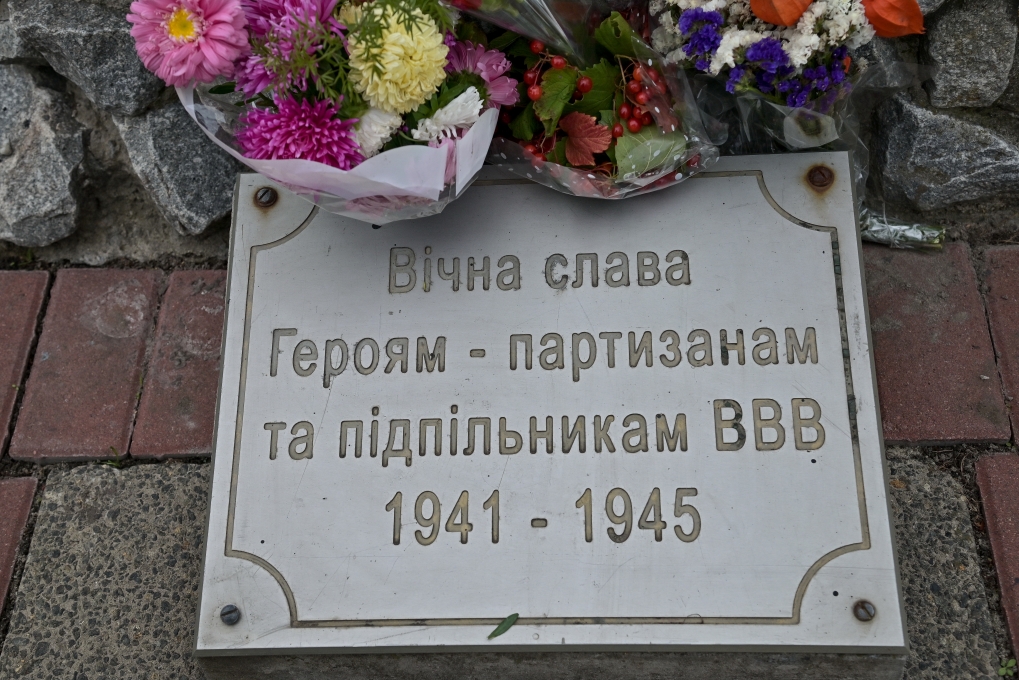 Вічна слава
Героям - партизанам
та підпільникам ВВВ
1941 - 1945